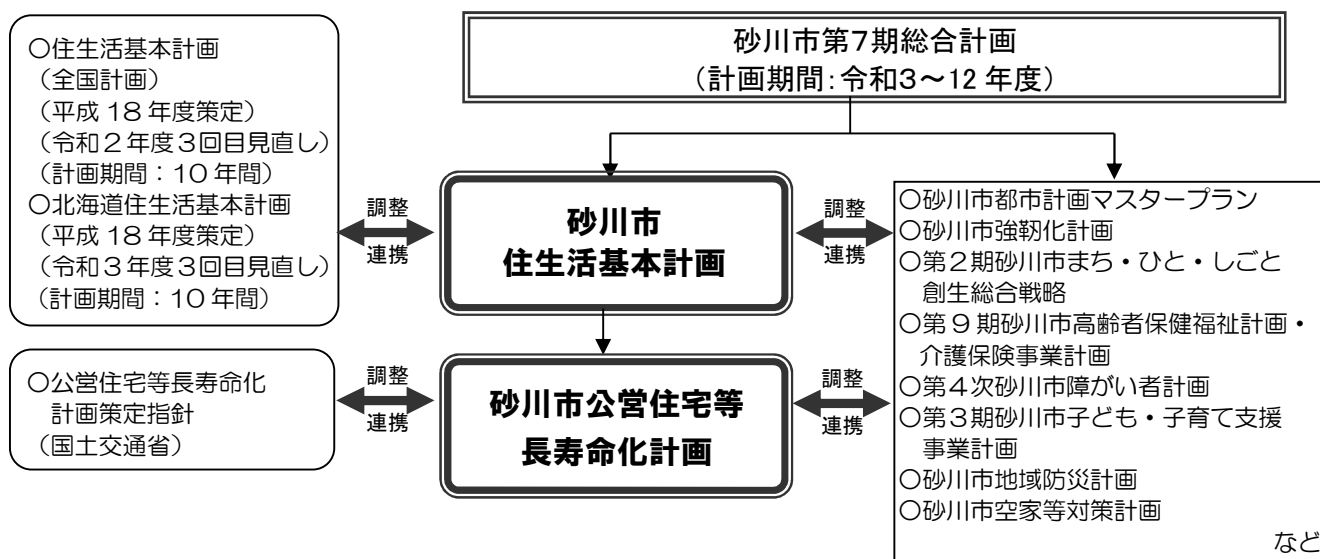 砂川市第7期総合計画
（計画期間：令和3～12年度）
○住生活基本計画
（全国計画）
（平成18年度策定）
（令和２年度３回目見直し）
（計画期間：10年間）
○北海道住生活基本計画
（平成18年度策定）
（令和３年度３回目見直し）
（計画期間：10年間）
調整
連携
砂川市
住生活基本計画
調整
連携
○砂川市都市計画マスタープラン
○砂川市強靭化計画
○第２期砂川市まち・ひと・しごと
創生総合戦略
○第９期砂川市高齢者保健福祉計画・
介護保険事業計画
○第４次砂川市障がい者計画
○第３期砂川市子ども・子育て支援
事業計画
○砂川市地域防災計画
○砂川市空家等対策計画
など
○公営住宅等長寿命化
計画策定指針
（国土交通省）
調整
連携
砂川市公営住宅等
長寿命化計画
調整
連携